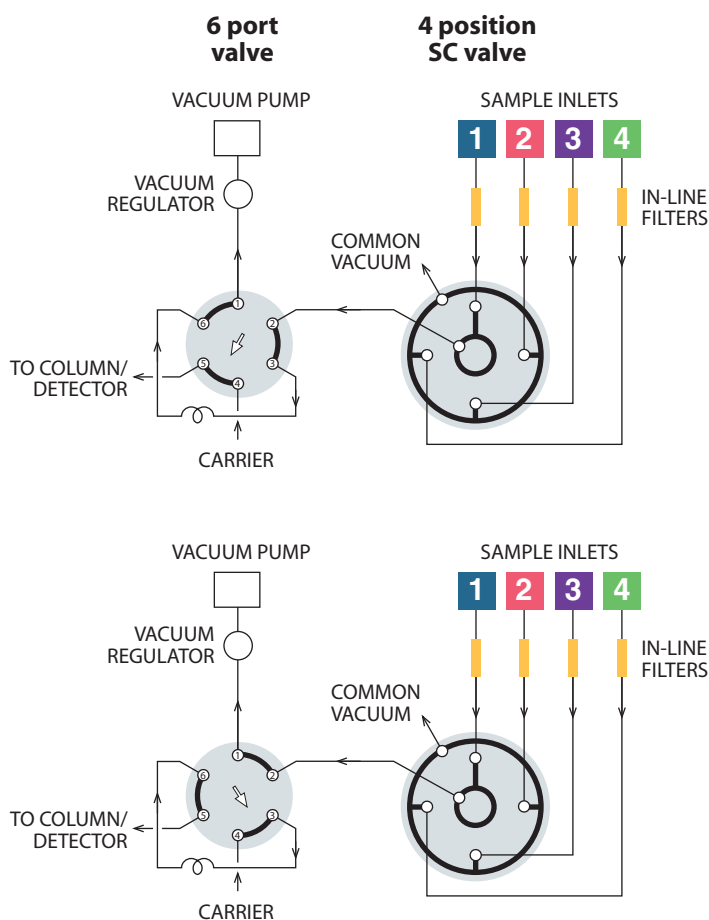 6 port
valve
4 position
SC valve
VACUUM PUMP
SAMPLE INLETS
1 2 3 4
VACUUM
REGULATOR
IN-LINE
FILTERS
COMMON
VACUUM
1
6
2
5
3
4
TO COLUMN/
DETECTOR
CARRIER
VACUUM PUMP
SAMPLE INLETS
1 2 3 4
VACUUM
REGULATOR
IN-LINE
FILTERS
COMMON
VACUUM
1
6
2
5
3
4
TO COLUMN/
DETECTOR
CARRIER